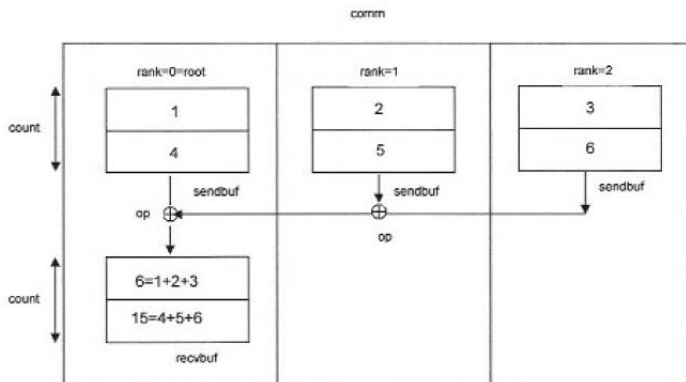 comm
rank=0=root
rank=1
rank=2
count
1
4
2
5
3
6
sendbuf
sendbuf
sendbuf
op
op
count
6=1+2+3
15=4+5+6
recvbuf